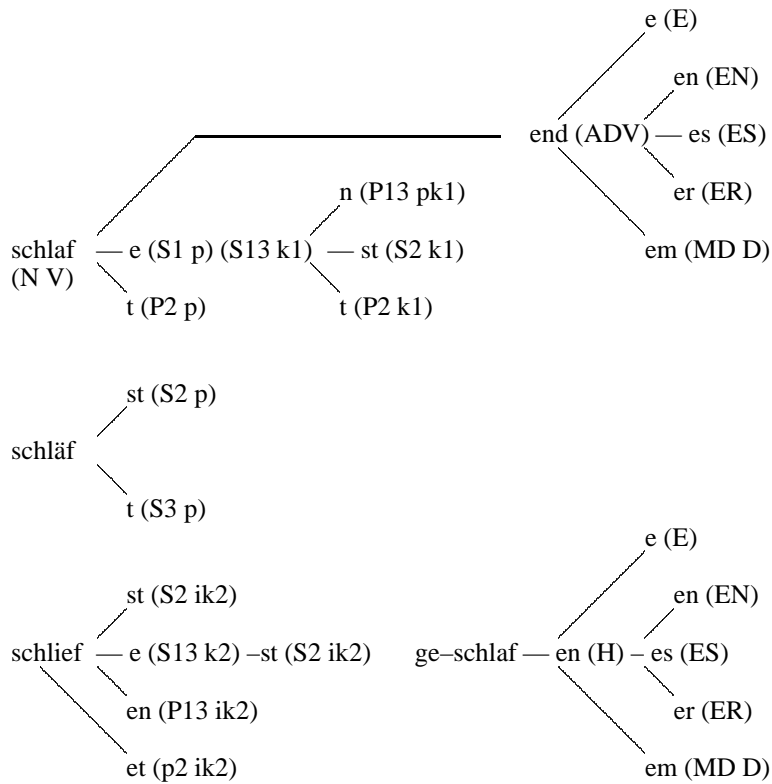 e (E)
en (EN)
end (ADV) — es (ES)
er (ER)
n (P13 pk1)
schlaf — e (S1 p) (S13 k1) — st (S2 k1) em (MD D)
(N V)
t (P2 p) t (P2 k1)
st (S2 p)
schläf
t (S3 p)
e (E)
st (S2 ik2) en (EN)
schlief — e (S13 k2) –st (S2 ik2) ge–schlaf — en (H) – es (ES)
en (P13 ik2) er (ER)
et (p2 ik2) em (MD D)